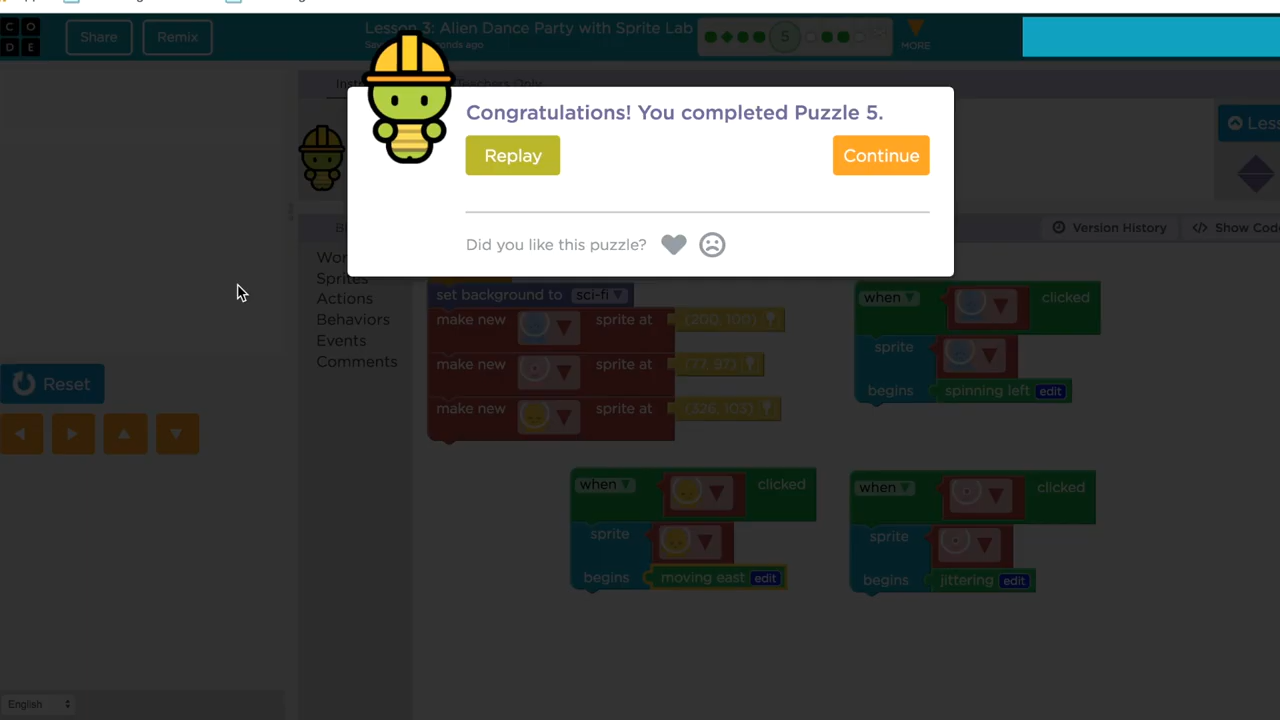 C O
D E
Share
Remix
Lesson 3: Alien Dance Party with Sprite Lab
5
MORE
Congratulations! You completed Puzzle 5.
Replay
Continue
Did you like this puzzle?
Version History
</> Show Code
Sprites
Actions
Behaviors
Events
Comments
Reset
set background to sci-fi
make new sprite at (200, 100)
make new sprite at (77, 97)
make new sprite at (326, 103)
when clicked
sprite
begins spinning left edit
when clicked
sprite
begins moving east edit
when clicked
sprite
begins jittering edit
English